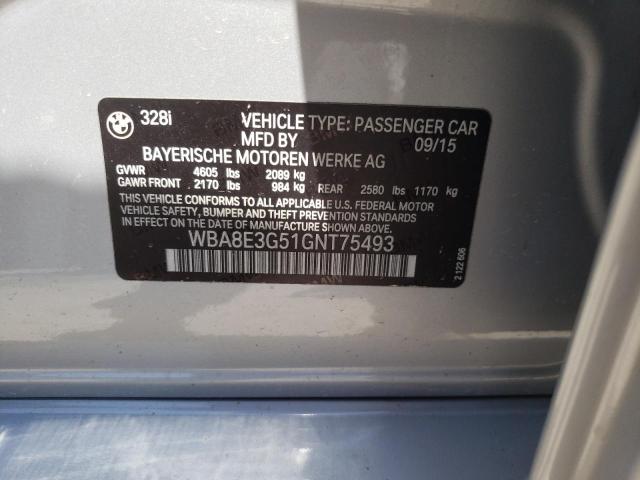 BMW 328i VEHICLE TYPE: PASSENGER CAR
MFD BY 09/15
BAYERISCHE MOTOREN WERKE AG
GVWR 4605 lbs 2089 kg
GAWR FRONT 2170 lbs 984 kg REAR 2580 lbs 1170 kg
THIS VEHICLE CONFORMS TO ALL APPLICABLE U.S. FEDERAL MOTOR
VEHICLE SAFETY, BUMPER AND THEFT PREVENTION STANDARDS
IN EFFECT ON THE DATE OF MANUFACTURE SHOWN ABOVE.
WBA8E3G51GNT75493
2 122 606